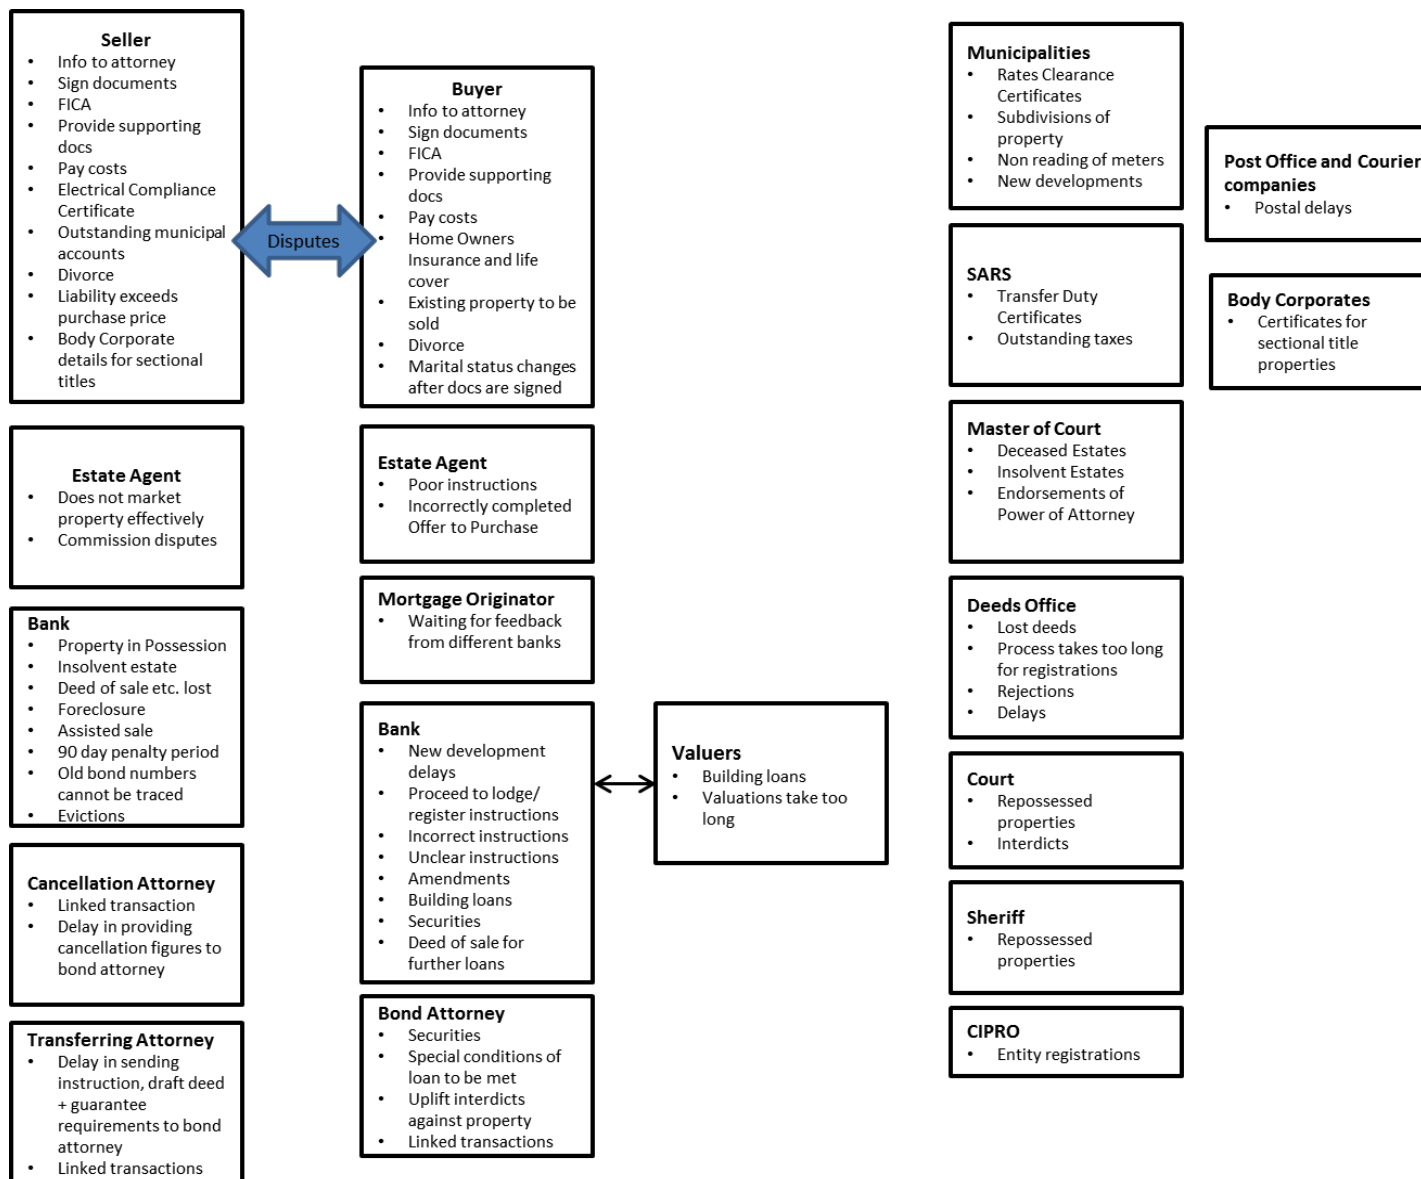 Seller
• Info to attorney
• Sign documents
• FICA
• Provide supporting
docs
• Pay costs
• Electrical Compliance
Certificate
• Outstanding municipal
accounts
• Divorce
• Liability exceeds
purchase price
• Body Corporate
details for sectional
titles
Disputes
Buyer
• Info to attorney
• Sign documents
• FICA
• Provide supporting
docs
• Pay costs
• Home Owners
Insurance and life
cover
• Existing property to be
sold
• Divorce
• Marital status changes
after docs are signed
Estate Agent
• Does not market
property effectively
• Commission disputes
Bank
• Property in Possession
• Insolvent estate
• Deed of sale etc. lost
• Foreclosure
• Assisted sale
• 90 day penalty period
• Old bond numbers
cannot be traced
• Evictions
Cancellation Attorney
• Linked transaction
• Delay in providing
cancellation figures to
bond attorney
Transferring Attorney
• Delay in sending
instruction, draft deed
+ guarantee
requirements to bond
attorney
• Linked transactions
Estate Agent
• Poor instructions
• Incorrectly completed
Offer to Purchase
Mortgage Originator
• Waiting for feedback
from different banks
Bank
• New development
delays
• Proceed to lodge/
register instructions
• Incorrect instructions
• Unclear instructions
• Amendments
• Building loans
• Securities
• Deed of sale for
further loans
Bond Attorney
• Securities
• Special conditions of
loan to be met
• Uplift interdicts
against property
• Linked transactions
Valuers
• Building loans
• Valuations take too
long
Municipalities
• Rates Clearance
Certificates
• Subdivisions of
property
• Non reading of meters
• New developments
SARS
• Transfer Duty
Certificates
• Outstanding taxes
Master of Court
• Deceased Estates
• Insolvent Estates
• Endorsements of
Power of Attorney
Deeds Office
• Lost deeds
• Process takes too long
for registrations
• Rejections
• Delays
Court
• Repossessed
properties
• Interdicts
Sheriff
• Repossessed
properties
CIPRO
• Entity registrations
Post Office and Courier
companies
• Postal delays
Body Corporates
• Certificates for
sectional title
properties